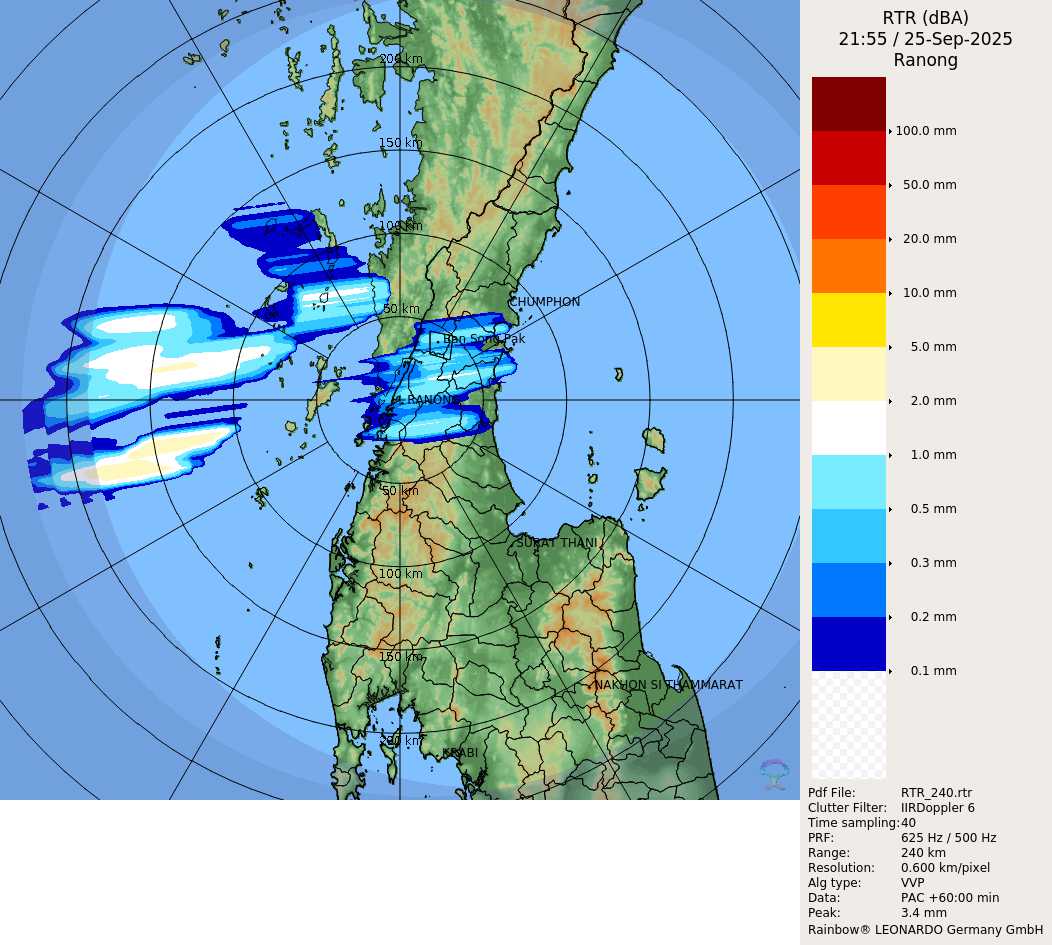 RTR (dBA)
21:55 / 25-Sep-2025
Ranong
100.0 mm
50.0 mm
20.0 mm
10.0 mm
5.0 mm
2.0 mm
1.0 mm
0.5 mm
0.3 mm
0.2 mm
0.1 mm
Pdf File: RTR_240.rtr
Clutter Filter: IIRDoppler 6
Time sampling: 40
PRF: 625 Hz / 500 Hz
Range: 240 km
Resolution: 0.600 km/pixel
Alg type: VVP
Data: PAC +60:00 min
Peak: 3.4 mm
Rainbow® LEONARDO Germany GmbH
200 km
150 km
100 km
50 km
CHUMPHON
Ban Song Pak
RANONG
50 km
SURAT THANI
100 km
150 km
NAKHON SI THAMMARAT
200 km
KRABI